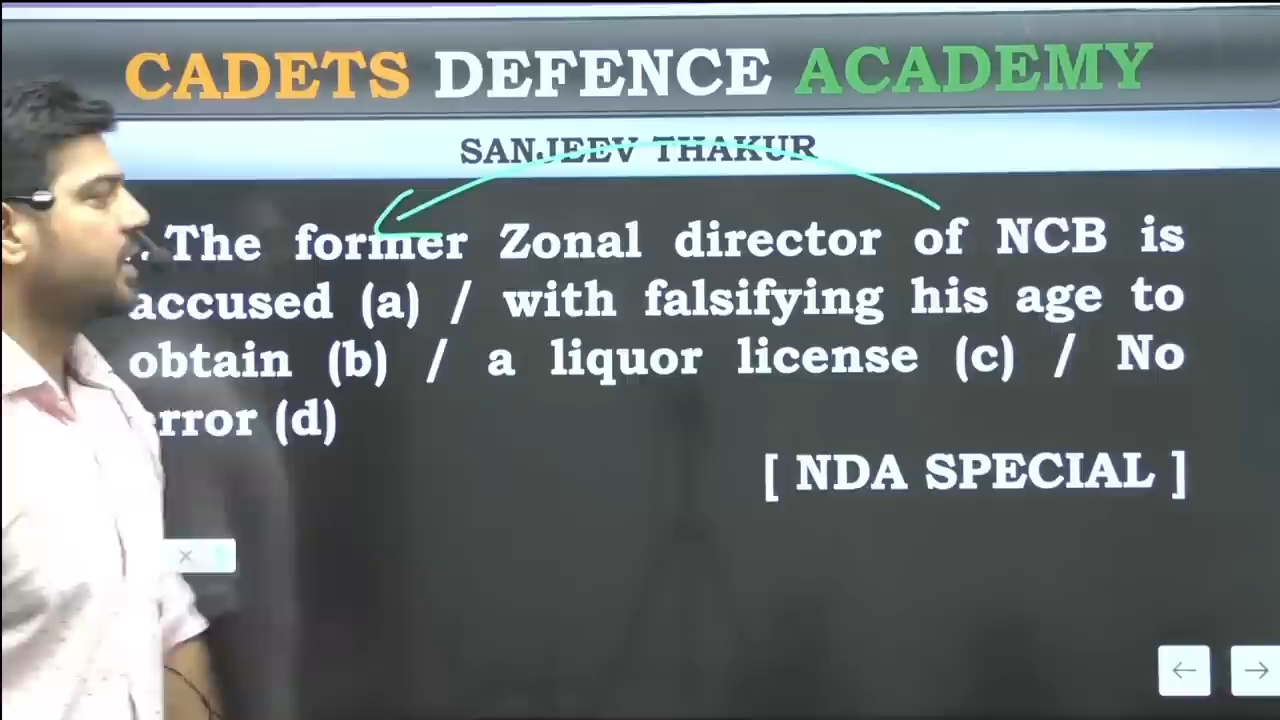 CADETS DEFENCE ACADEMY
SANJEEV THAKUR
The former Zonal director of NCB is
accused (a) / with falsifying his age to
obtain (b) / a liquor license (c) / No
error (d)
[ NDA SPECIAL ]